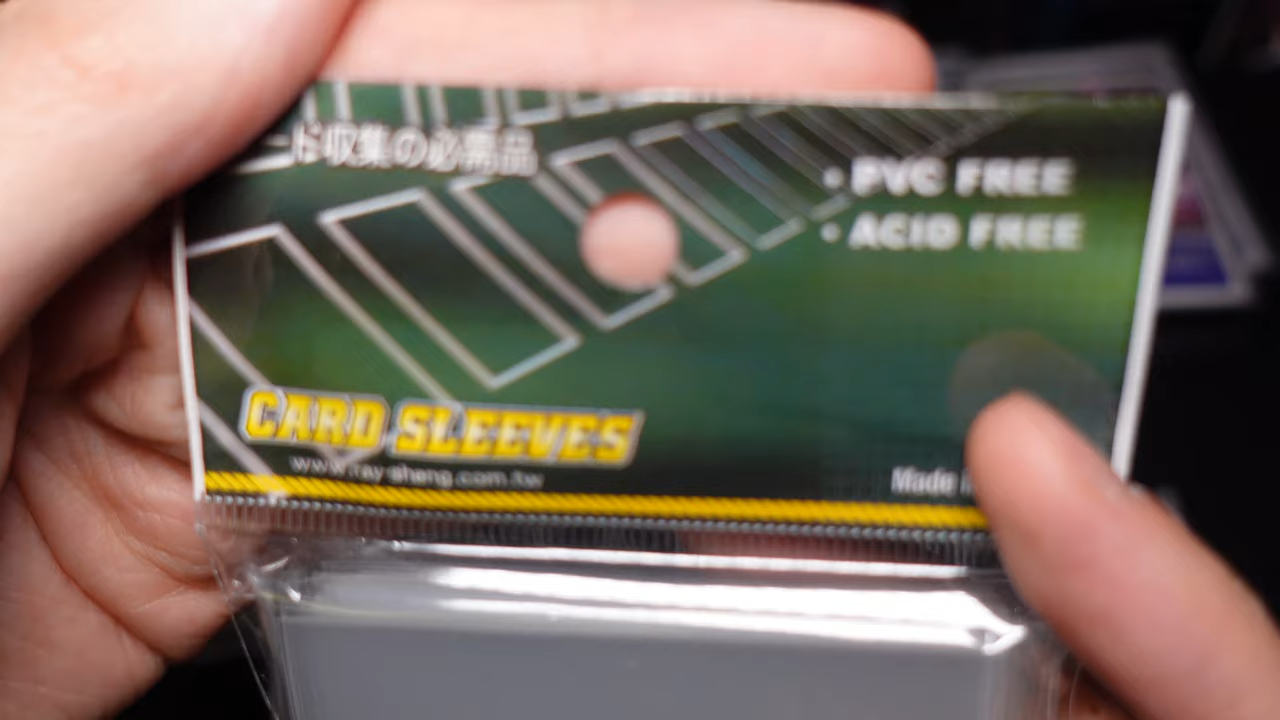 ード収集の必需品
• PVC FREE
• ACID FREE
CARD SLEEVES
www.ray-sheng.com.tw
Made